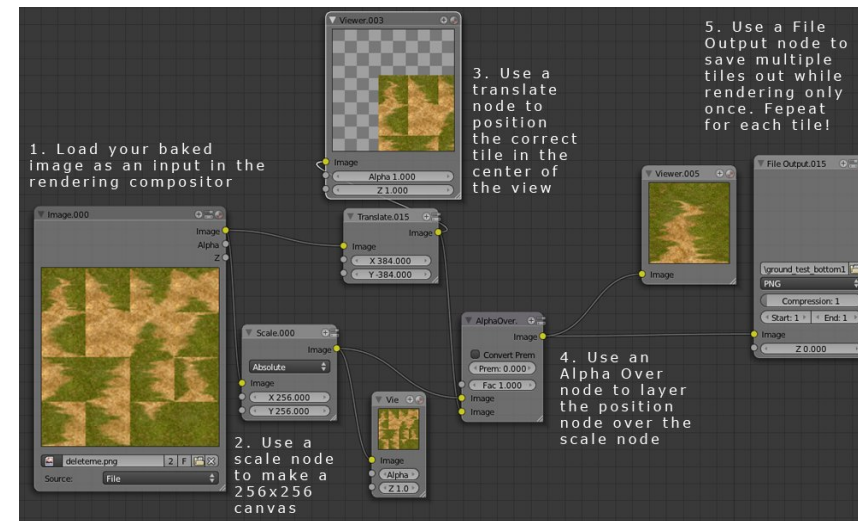 1. Load your baked
image as an input in the
rendering compositor
Image.000
Image
Alpha
Z
deleteme.png
2
F
Source:
File
2. Use a
scale node
to make a
256x256
canvas
Scale.000
Image
Absolute
Image
X 256.000
Y 256.000
Viewer.003
Image
Alpha 1.000
Z 1.000
3. Use a
translate
node to
position
the correct
tile in the
center of
the view
Translate.015
Image
Image
X 384.000
Y -384.000
Vie
Image
Alpha
Z 1.0
AlphaOver.
Image
Convert Prem
Prem: 0.000
Fac 1.000
Image
Image
4. Use an
Alpha Over
node to layer
the position
node over the
scale node
Viewer.005
Image
5. Use a File
Output node to
save multiple
tiles out while
rendering only
once. Fepeat
for each tile!
File Output.015
\ground_test_bottom1
PNG
Compression: 1
Start: 1
End: 1
Image
Z 0.000